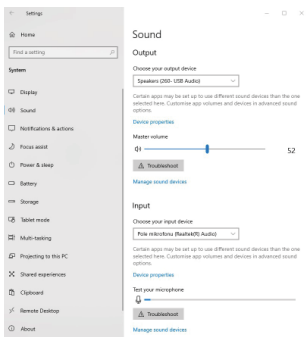 Settings
Home
Find a setting
System
Display
Sound
Notifications & actions
Focus assist
Power & sleep
Battery
Storage
Tablet mode
Multi-tasking
Projecting to this PC
Shared experiences
Clipboard
Remote Desktop
About
Sound
Output
Choose your output device
Speakers (260- USB Audio)
Certain apps may be set up to use different sound devices than the one
selected here. Customise app volumes and devices in advanced sound
options.
Device properties
Master volume
52
Troubleshoot
Manage sound devices
Input
Choose your input device
Pole mikrofonu (Realtek(R) Audio)
Certain apps may be set up to use different sound devices than the one
selected here. Customise app volumes and devices in advanced sound
options.
Device properties
Test your microphone
Troubleshoot
Manage sound devices